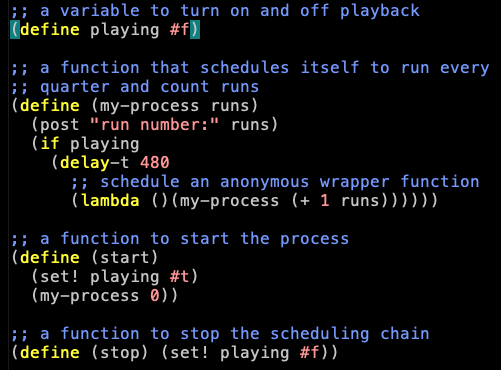 ;; a variable to turn on and off playback
(define playing #f)
;; a function that schedules itself to run every
;; quarter and count runs
(define (my-process runs)
(post "run number:" runs)
(if playing
(delay-t 480
;; schedule an anonymous wrapper function
(lambda ()(my-process (+ 1 runs))))))
;; a function to start the process
(define (start)
(set! playing #t)
(my-process 0))
;; a function to stop the scheduling chain
(define (stop) (set! playing #f))